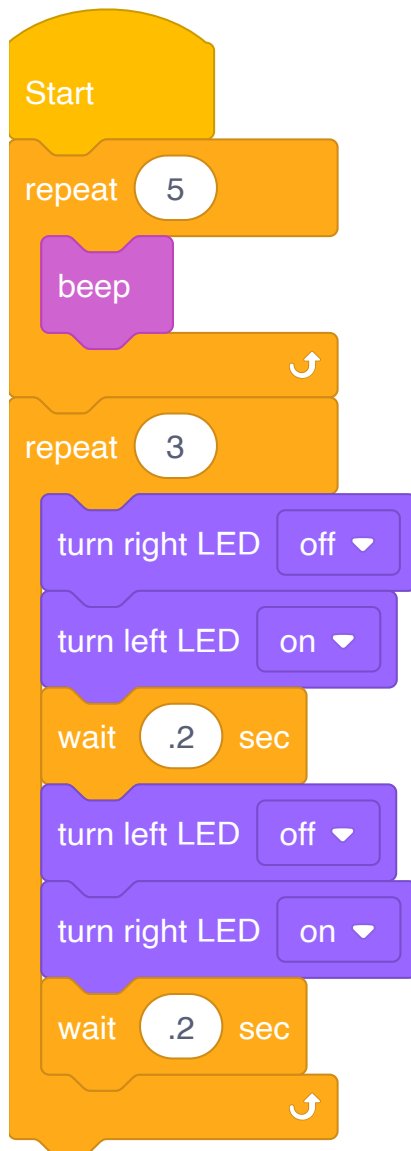 Start
repeat 5
beep
repeat 3
turn right LED off
turn left LED on
wait .2 sec
turn left LED off
turn right LED on
wait .2 sec